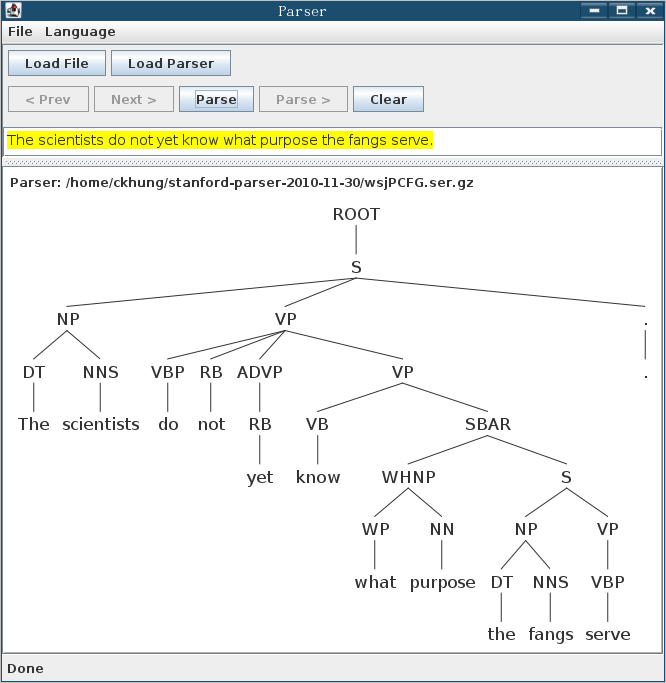 Parser
File Language
Load File Load Parser
< Prev Next > Parse Parse > Clear
The scientists do not yet know what purpose the fangs serve.
Parser: /home/ckhung/stanford-parser-2010-11-30/wsjPCFG.ser.gz
ROOT
S
NP VP .
DT NNS VBP RB ADVP VP .
The scientists do not RB VB SBAR
yet know WHNP S
WP NN NP VP
what purpose DT NNS VBP
the fangs serve
Done